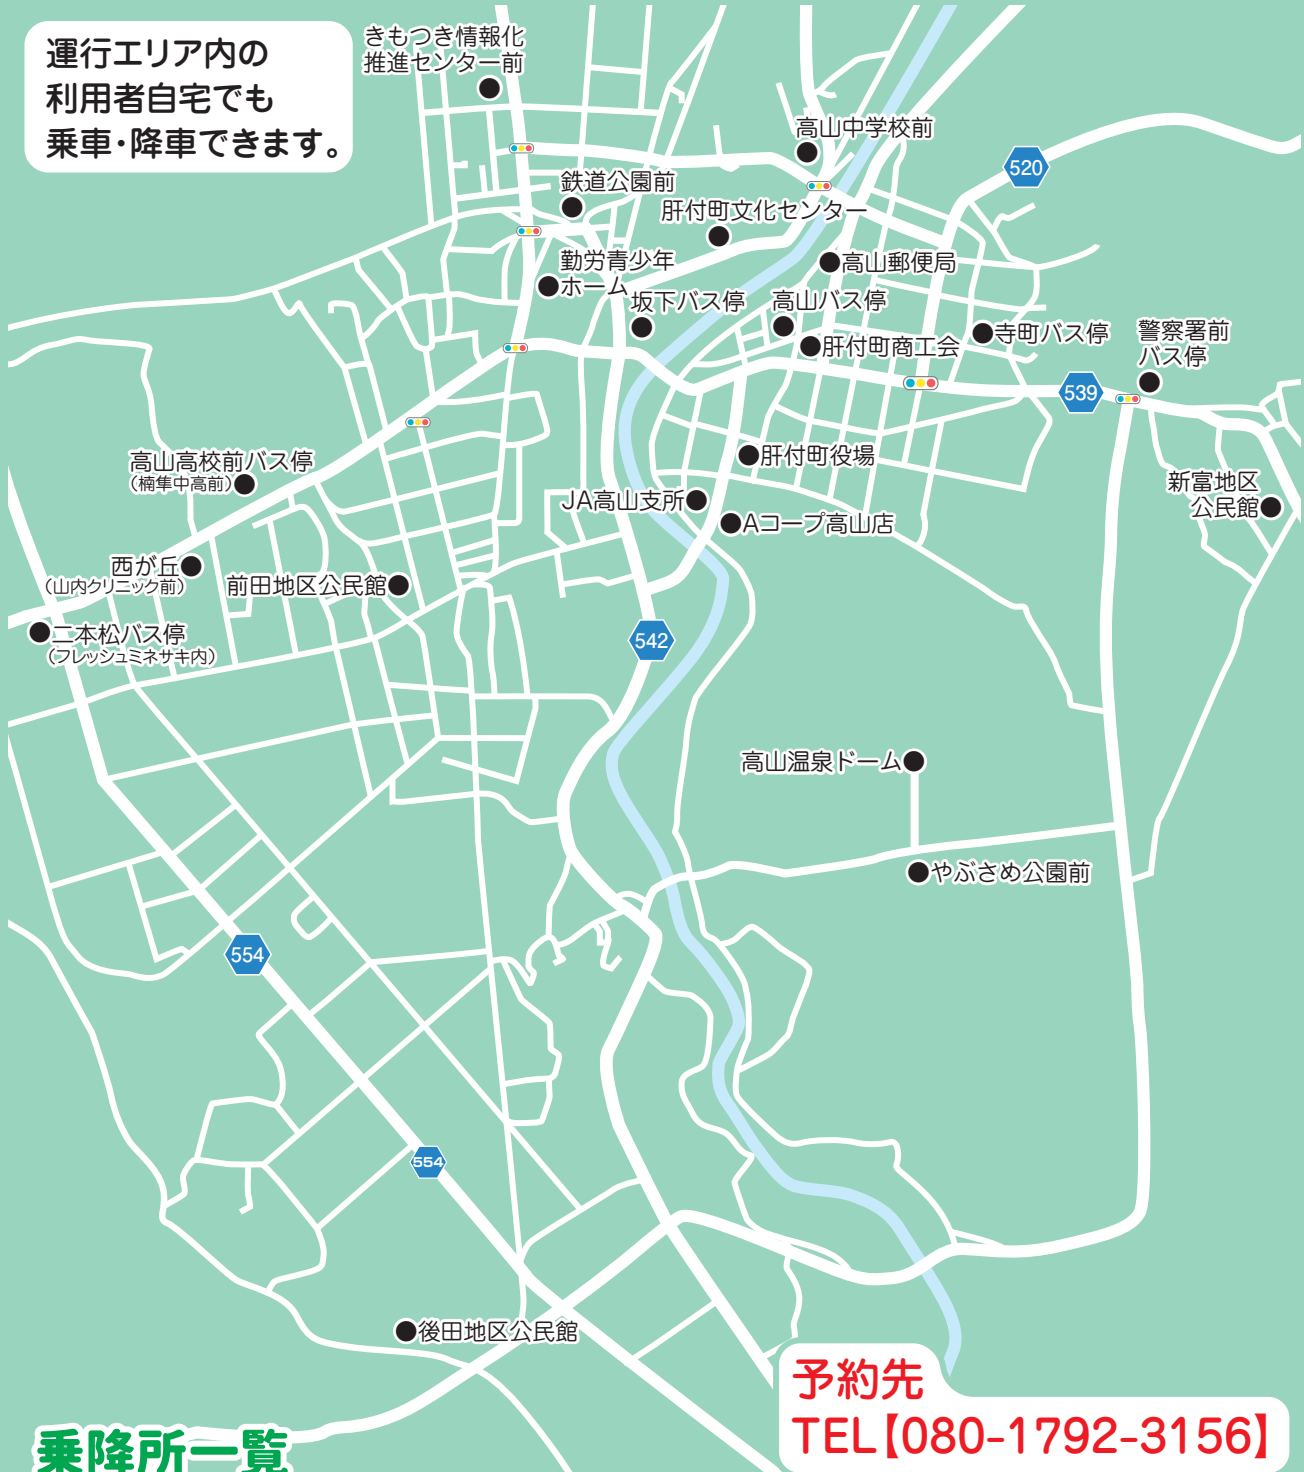 運行エリア内の
利用者自宅でも
乗車・降車できます。
きもつき情報化
推進センター前
高山中学校前
520
鉄道公園前
肝付町文化センター
勤労青少年
ホーム
高山郵便局
坂下バス停
高山バス停
寺町バス停
肝付町商工会
警察署前
バス停
539
高山高校前バス停
（楠隼中高前）
肝付町役場
新富地区
公民館
JA高山支所
Aコープ高山店
西が丘
（山内クリニック前）
前田地区公民館
二本松バス停
（フレッシュミネサキ内）
542
高山温泉ドーム
やぶさめ公園前
554
554
後田地区公民館
予約先
TEL【080-1792-3156】
乗降所一覧